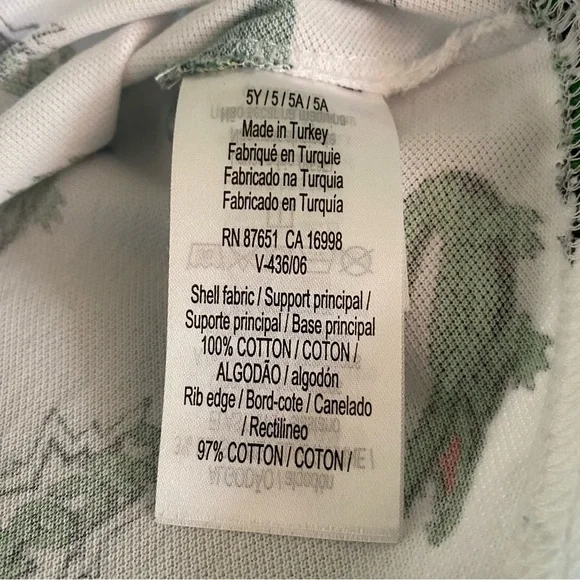 5Y / 5 / 5A / 5A
Made in Turkey
Fabriqué en Turquie
Fabricado na Turquia
Fabricado en Turquía
RN 87651 CA 16998
V-436/06
Shell fabric / Support principal /
Suporte principal / Base principal
100% COTTON / COTON /
ALGODÃO / algodón
Rib edge / Bord-cote / Canelado
/ Rectilineo
97% COTTON / COTON /